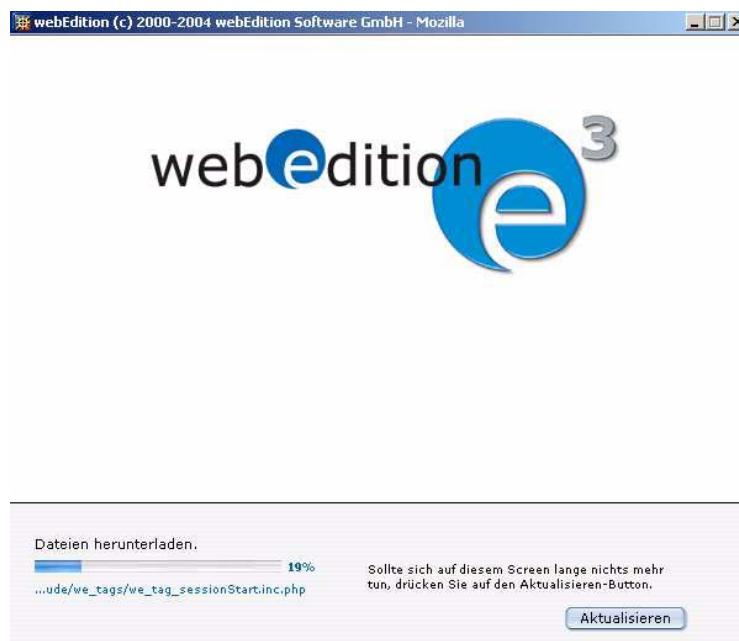 webEdition (c) 2000-2004 webEdition Software GmbH - Mozilla
webedition e3
Dateien herunterladen.
19%
...ude/we_tags/we_tag_sessionStart.inc.php
Sollte sich auf diesem Screen lange nichts mehr
tun, drücken Sie auf den Aktualisieren-Button.
Aktualisieren